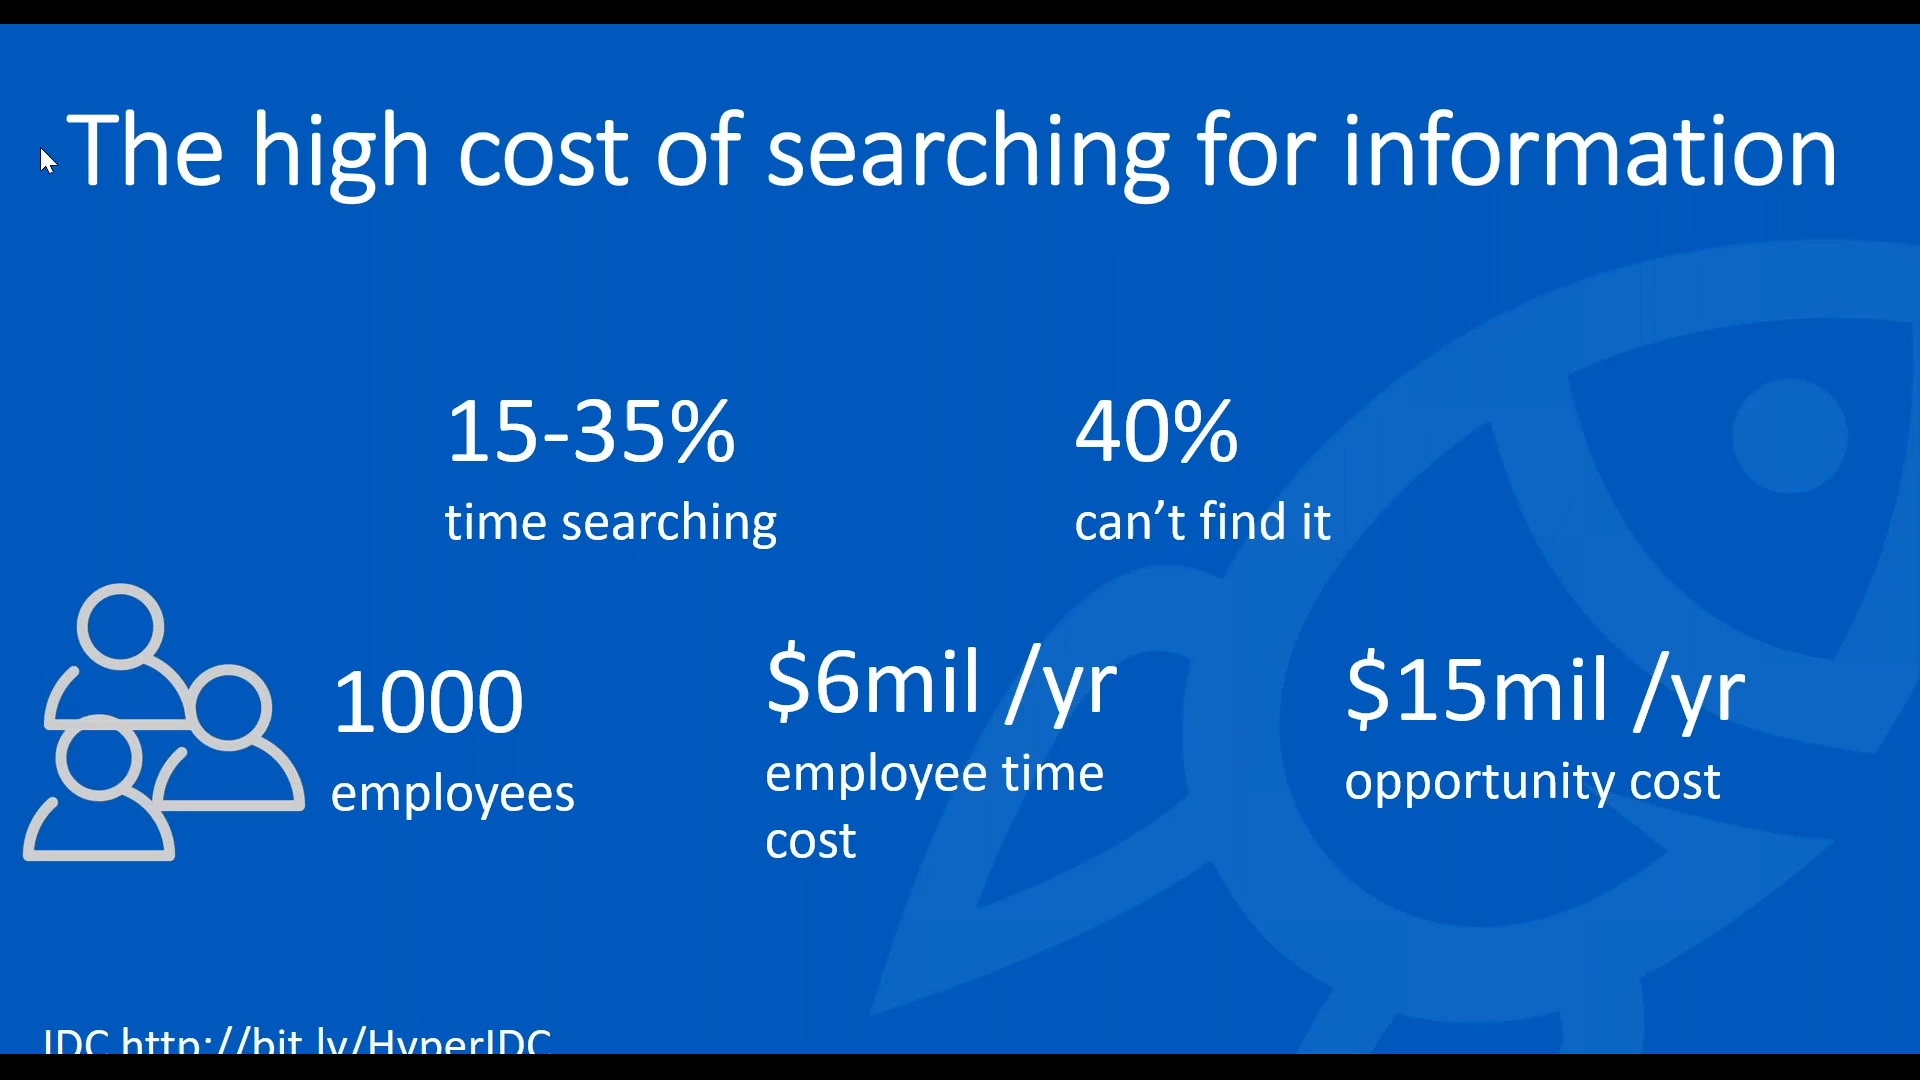 The high cost of searching for information
15-35%
time searching
40%
can’t find it
1000
employees
$6mil /yr
employee time
cost
$15mil /yr
opportunity cost
IDC http://bit.ly/HyperIDC